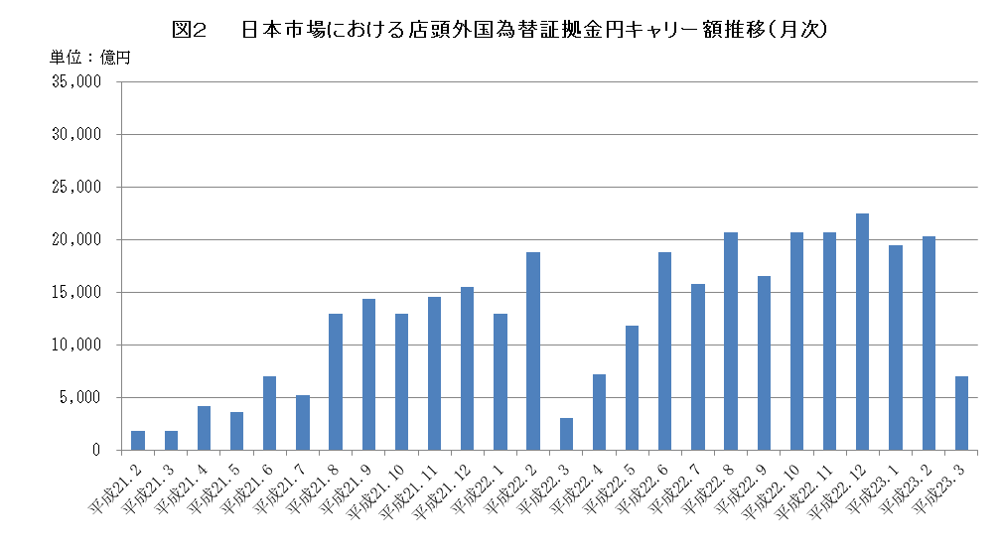 図２　日本市場における店頭外国為替証拠金円キャリー額推移（月次）
単位：億円
35,000
30,000
25,000
20,000
15,000
10,000
5,000
0
平成21.2
平成21.3
平成21.4
平成21.5
平成21.6
平成21.7
平成21.8
平成21.9
平成21.10
平成21.11
平成21.12
平成22.1
平成22.2
平成22.3
平成22.4
平成22.5
平成22.6
平成22.7
平成22.8
平成22.9
平成22.10
平成22.11
平成22.12
平成23.1
平成23.2
平成23.3